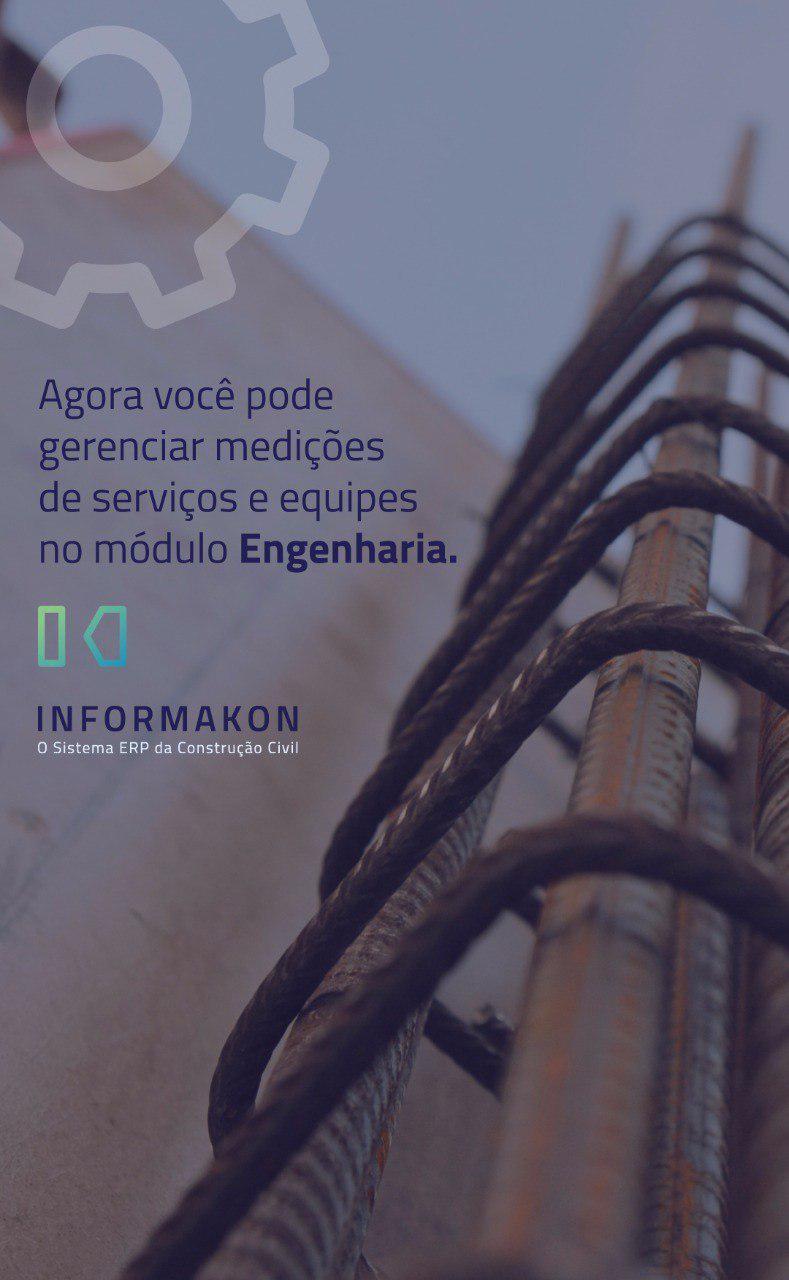 Agora você pode
gerenciar medições
de serviços e equipes
no módulo Engenharia.
INFORMAKON
O Sistema ERP da Construção Civil